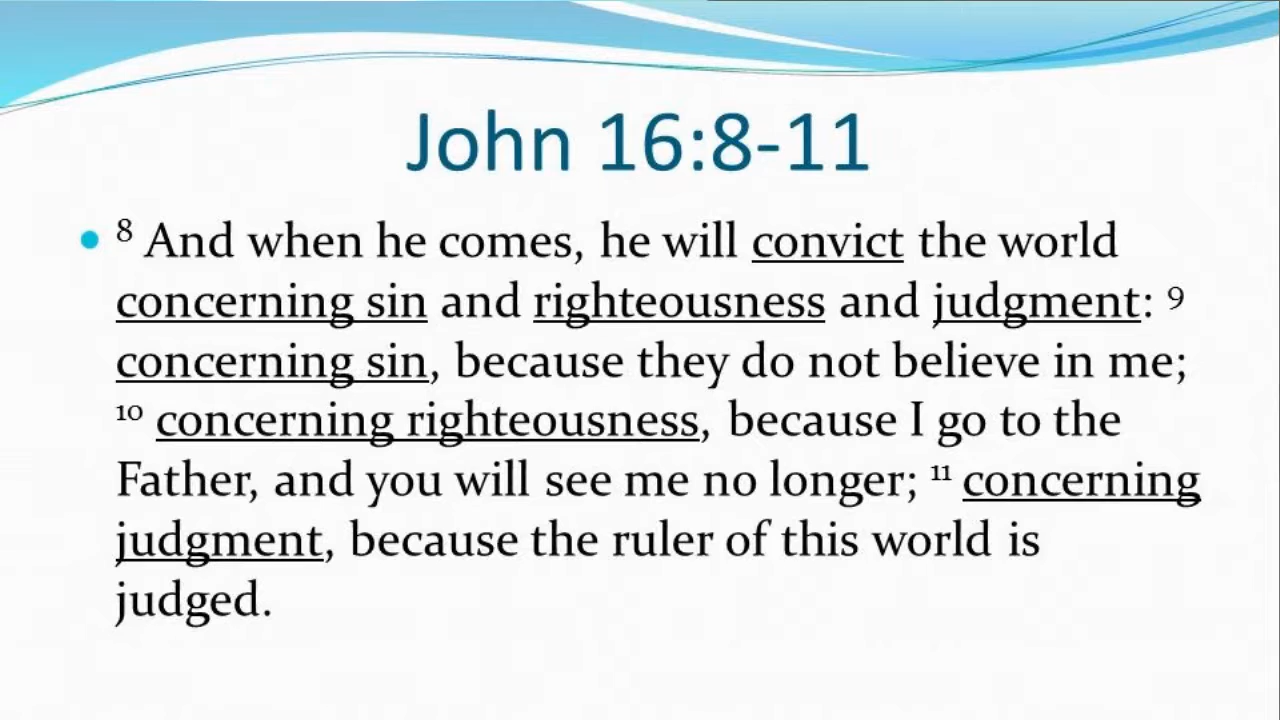 John 16:8-11
• ⁸ And when he comes, he will convict the world
concerning sin and righteousness and judgment: ⁹
concerning sin, because they do not believe in me;
¹⁰ concerning righteousness, because I go to the
Father, and you will see me no longer; ¹¹ concerning
judgment, because the ruler of this world is
judged.